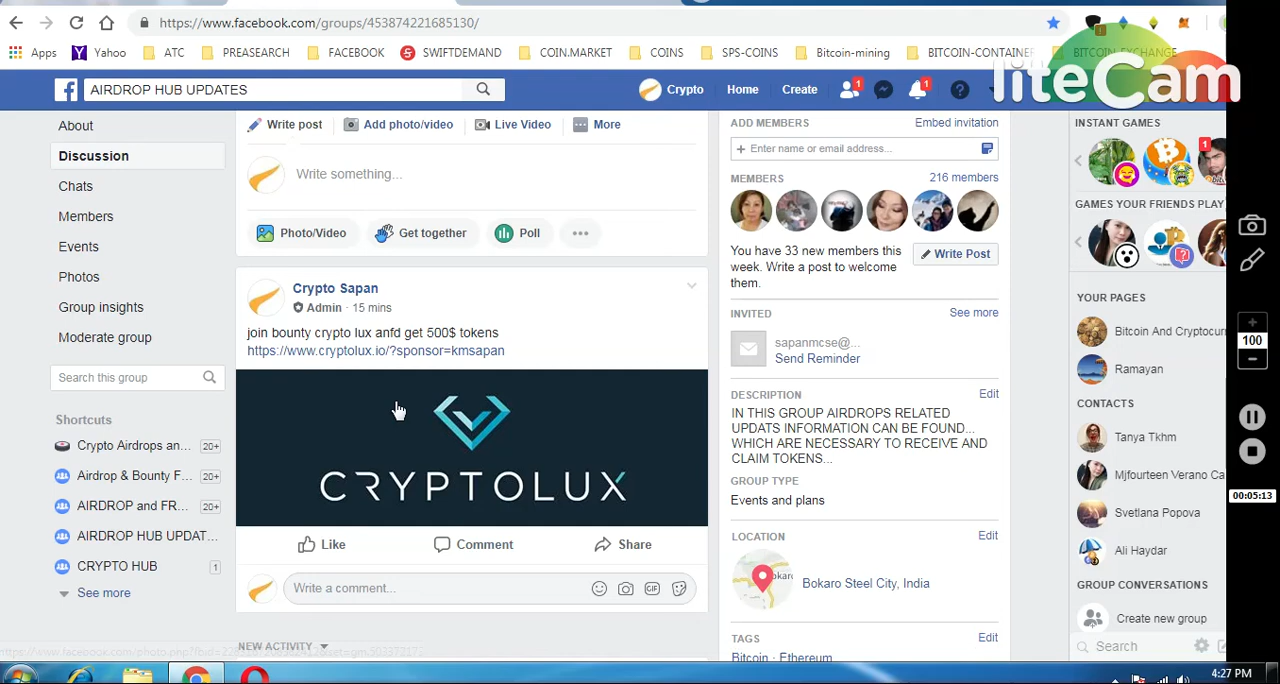 https://www.facebook.com/groups/453874221685130/
Apps Yahoo ATC PREASEARCH FACEBOOK SWIFTDEMAND COIN.MARKET COINS SPS-COINS Bitcoin-mining BITCOIN-CONTAINER BITCOIN-EXCHANGE
liteCam
AIRDROP HUB UPDATES
Crypto Home Create 1 1
About
Discussion
Chats
Members
Events
Photos
Group insights
Moderate group
Search this group
Shortcuts
Crypto Airdrops an... 20+
Airdrop & Bounty F... 20+
AIRDROP and FR... 20+
AIRDROP HUB UPDAT...
CRYPTO HUB 1
See more
Write post Add photo/video Live Video More
Write something...
Photo/Video Get together Poll
Crypto Sapan
Admin · 15 mins
join bounty crypto lux anfd get 500$ tokens
https://www.cryptolux.io/?sponsor=kmsapan
CRYPTOLUX
Like Comment Share
Write a comment...
GIF
NEW ACTIVITY
ADD MEMBERS Embed invitation
+ Enter name or email address...
MEMBERS 216 members
You have 33 new members this
week. Write a post to welcome
them.
Write Post
INVITED See more
sapanmcse@...
Send Reminder
DESCRIPTION Edit
IN THIS GROUP AIRDROPS RELATED
UPDATS INFORMATION CAN BE FOUND...
WHICH ARE NECESSARY TO RECEIVE AND
CLAIM TOKENS...
GROUP TYPE
Events and plans
LOCATION Edit
Bokaro Steel City, India
TAGS Edit
Bitcoin · Ethereum
INSTANT GAMES
1
GAMES YOUR FRIENDS PLAY
YOUR PAGES
Bitcoin And Cryptocurr
Ramayan
CONTACTS
Tanya Tkhm
Mjfourteen Verano Ca
Svetlana Popova
Ali Haydar
GROUP CONVERSATIONS
Create new group
Search
100
00:05:13
4:27 PM